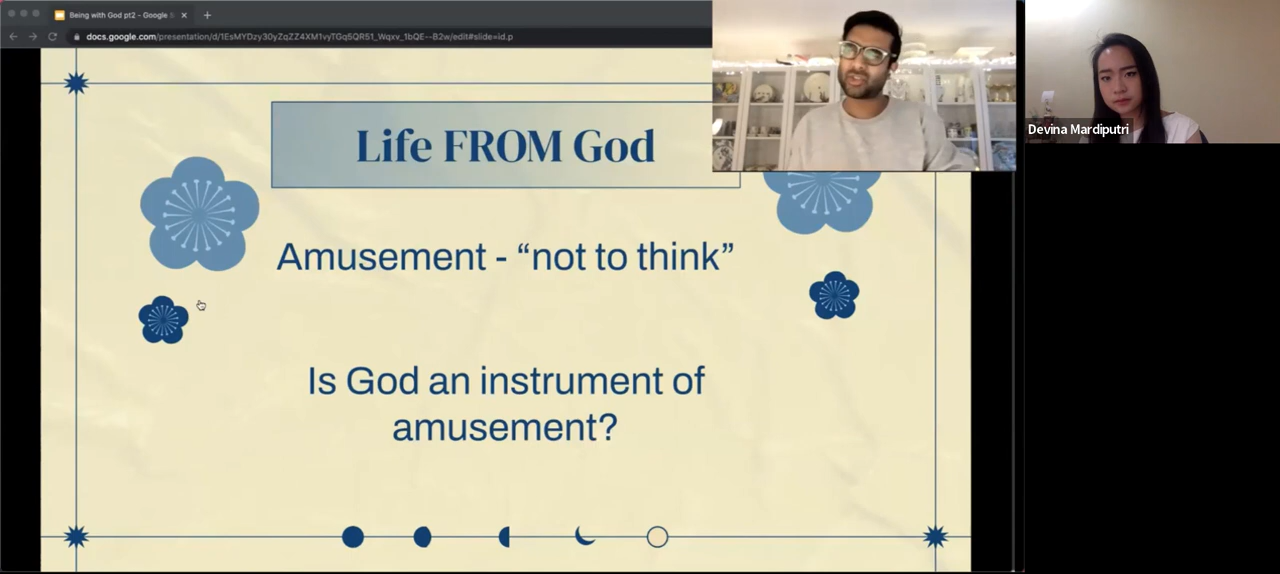 Being with God pt2 - Google S
docs.google.com/presentation/d/1EsMYDzy30yZqZZ4XM1vyTGq5QR51_Wqxv_1bQE--B2w/edit#slide=id.p
Life FROM God
Amusement - “not to think”
Is God an instrument of
amusement?
Devina Mardiputri